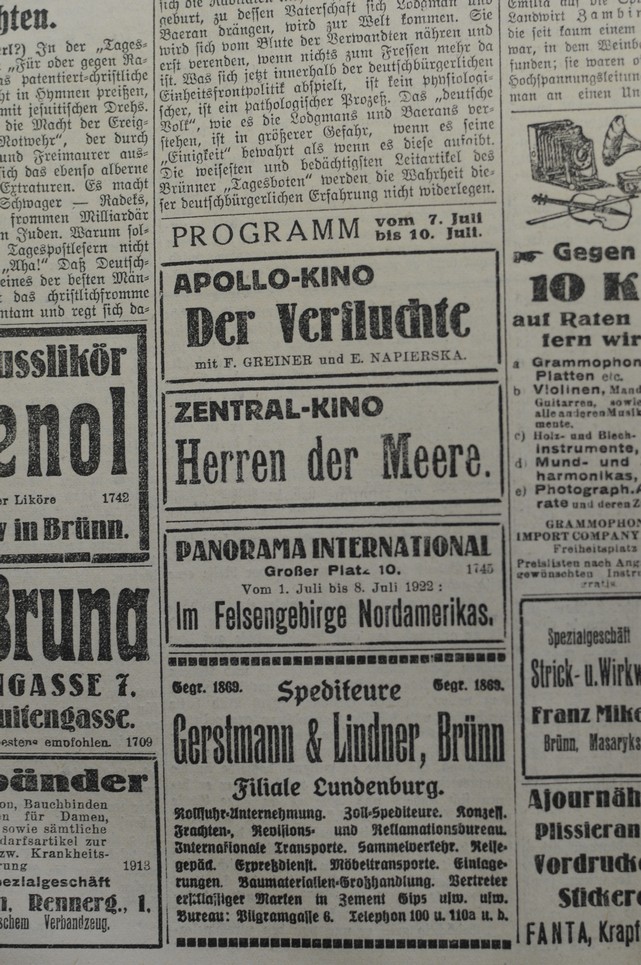 hten.
erl?) In der „Tages-
„Für oder gegen Ra-
as patentiert-christliche
ht in Hymnen preißen,
mit jesuitischen Drehs.
die Macht der Ereig-
Notwehr", der durch
und Freimaurer aus-
sich das ebenso alberne
Extraturen. Es macht
Schwager — Radeks,
frommen Milliardär
n Juden. Warum sol-
Tagespostlesern nicht
„Aha!" Daß Deutsch-
eines der besten Män-
das christlichfromme
ntam und regt sich da-
usslikör
enol
er Liköre 1742
w in Brünn.
Bruna
NGASSE 7.
uitengasse.
estens empfohlen. 1709
bänder
on, Bauchbinden
en für Damen,
sowie sämtliche
darfsartikel zur
zw. Krankheits-
rung 1913
ezialgeschäft
n. Rennerg., 1,
schem Verbandzeug.
geburt, zu dessen Vaterschaft sich Lodgman und
Baeran drängen, wird zur Welt kommen. Sie
wird sich vom Blute der Verwandten nähren und
erst verenden, wenn nichts zum Fressen mehr da
ist. Was sich jetzt innerhalb der deutschbürgerlichen
Einheitsfrontpolitik abspielt, ist kein physiologi-
scher, ist ein pathologischer Prozeß. Das „deutsche
Volk", wie es die Lodgmans und Baerans ver-
stehen, ist in größerer Gefahr, wenn es seine
„Einigkeit" bewahrt als wenn es diese aufgibt.
Die weisesten und bedächtigsten Leitartikel des
Brünner „Tagesboten" werden die Wahrheit die-
ser deutschbürgerlichen Erfahrung nicht widerlegen.
PROGRAMM vom 7. Juli
bis 10. Juli.
APOLLO-KINO
Der Verfluchte
mit F. GREINER und E. NAPIERSKA.
ZENTRAL-KINO
Herren der Meere.
PANORAMA INTERNATIONAL
Großer Platz 10. 1745
Vom 1. Juli bis 8. Juli 1922:
Im Felsengebirge Nordamerikas.
Gegr. 1869. Spediteure Gegr. 1869.
Gerstmann & Lindner, Brünn
Filiale Lundenburg.
Rollfuhr-Unternehmung. Zoll-Spediteure. Konzess.
Frachten-, Revisions- und Reklamationsbureau.
Internationale Transporte. Sammelverkehr. Reise-
gepäck. Expreßdienst. Möbeltransporte. Einlage-
rungen. Baumaterialien-Großhandlung. Vertreter
erstklassiger Marken in Zement Gips usw. usw.
Bureau: Pilgramgasse 6. Telephon 100 u. 110a u. b.
Emilia auf die
Landwirt Zambir
die seit kaum einem
war, in dem Weinb
funden; sie waren
Hochspannungsleitun
man an einen Un
Gegen
10 K
auf Raten
fern wir
a Grammophon
Platten etc.
b Violinen, Mand
Guitarren, sowie
alle anderen Musik
mente.
c) Holz- und Blech-
instrumente,
d) Mund- und
harmonikas,
e) Photograph. A
rate und deren Z
GRAMMOPHON
IMPORT COMPANY
Freiheitsplatz
Preislisten nach Ang
gewünschten Instru
gratis
Spezialgeschäft
Strick- u. Wirkw
Franz Mike
Brünn, Masaryks
Ajournäh
Plissieran
Vordrucke
Stickere
FANTA, Krapf